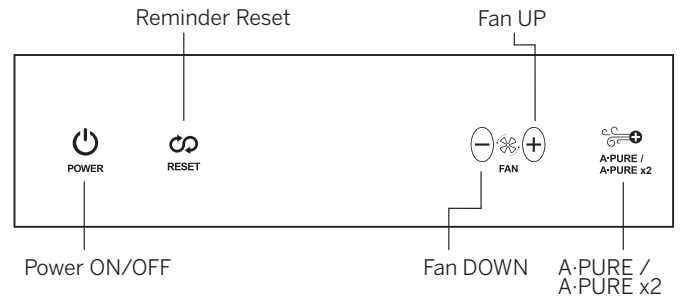 Reminder Reset
Fan UP
POWER
RESET
FAN
A·PURE /
A·PURE x2
Power ON/OFF
Fan DOWN
A·PURE /
A·PURE x2